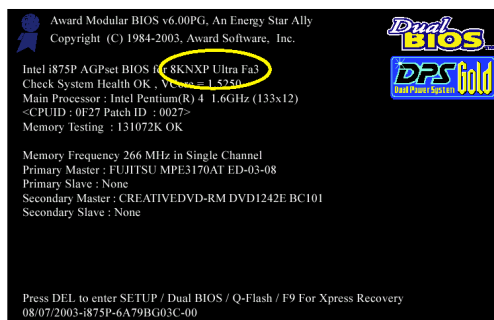 Award Modular BIOS v6.00PG, An Energy Star Ally
Copyright (C) 1984-2003, Award Software, Inc.
Dual
BIOS
Intel i875P AGPset BIOS for 8KNXP Ultra Fa3
Check System Health OK , VCore = 1.5250
Main Processor : Intel Pentium(R) 4 1.6GHz (133x12)
<CPUID : 0F27 Patch ID : 0027>
Memory Testing : 131072K OK
DPS Gold
Dual Power System
Memory Frequency 266 MHz in Single Channel
Primary Master : FUJITSU MPE3170AT ED-03-08
Primary Slave : None
Secondary Master : CREATIVEDVD-RM DVD1242E BC101
Secondary Slave : None
Press DEL to enter SETUP / Dual BIOS / Q-Flash / F9 For Xpress Recovery
08/07/2003-i875P-6A79BG03C-00